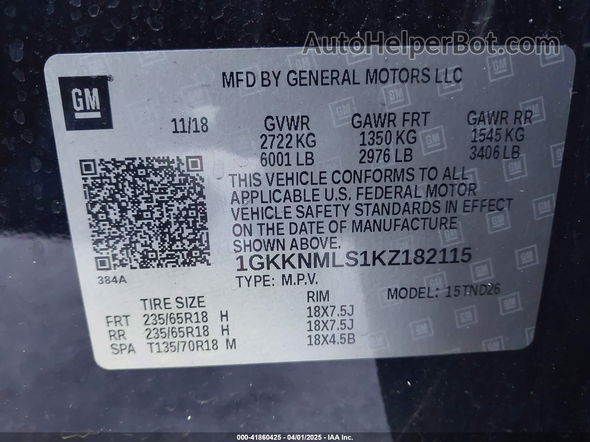 AutoHelperBot.com
GM
MFD BY GENERAL MOTORS LLC
11/18 GVWR GAWR FRT GAWR RR
2722 KG 1350 KG 1545 KG
6001 LB 2976 LB 3406 LB
THIS VEHICLE CONFORMS TO ALL
APPLICABLE U.S. FEDERAL MOTOR
VEHICLE SAFETY STANDARDS IN EFFECT
ON THE DATE OF MANUFACTURE
SHOWN ABOVE.
1GKKNMLS1KZ182115
384A
TYPE: M.P.V. MODEL: 15TND26
TIRE SIZE RIM
FRT 235/65R18 H 18X7.5J
RR 235/65R18 H 18X7.5J
SPA T135/70R18 M 18X4.5B
000-41860425 - 04/01/2025 - IAA Inc.